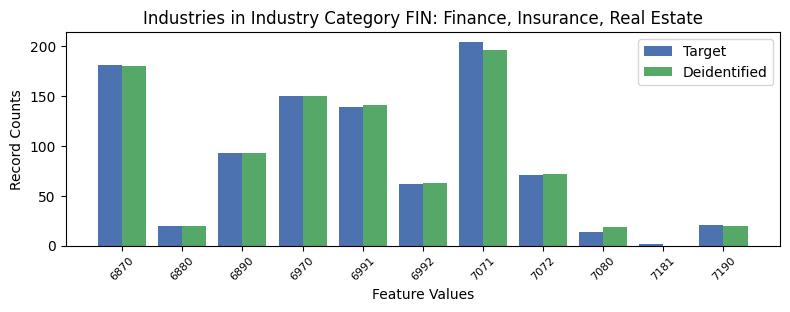 Industries in Industry Category FIN: Finance, Insurance, Real Estate
Target
Deidentified
Record Counts
200
150
100
50
0
6870 6880 6890 6970 6991 6992 7071 7072 7080 7181 7190
Feature Values